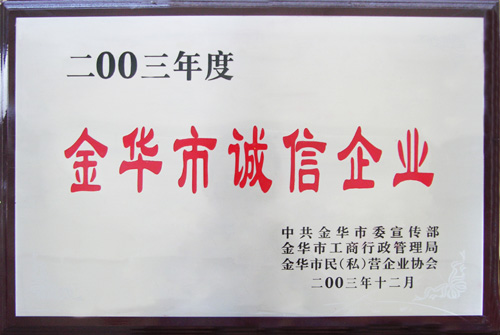 二00三年度
金华市诚信企业
中共金华市委宣传部
金华市工商行政管理局
金华市民(私)营企业协会
二00三年十二月